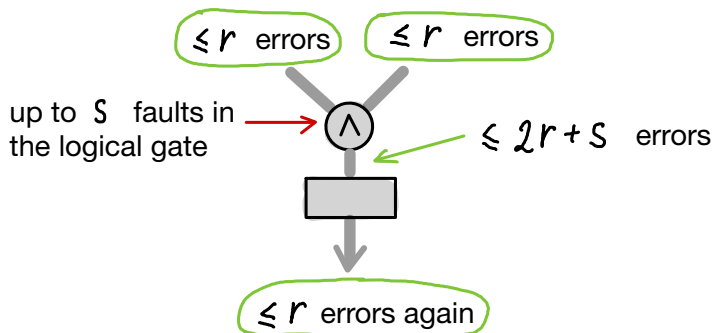 ≤ r errors
≤ r errors
up to s faults in
the logical gate
∧
≤ 2r + s errors
≤ r errors again